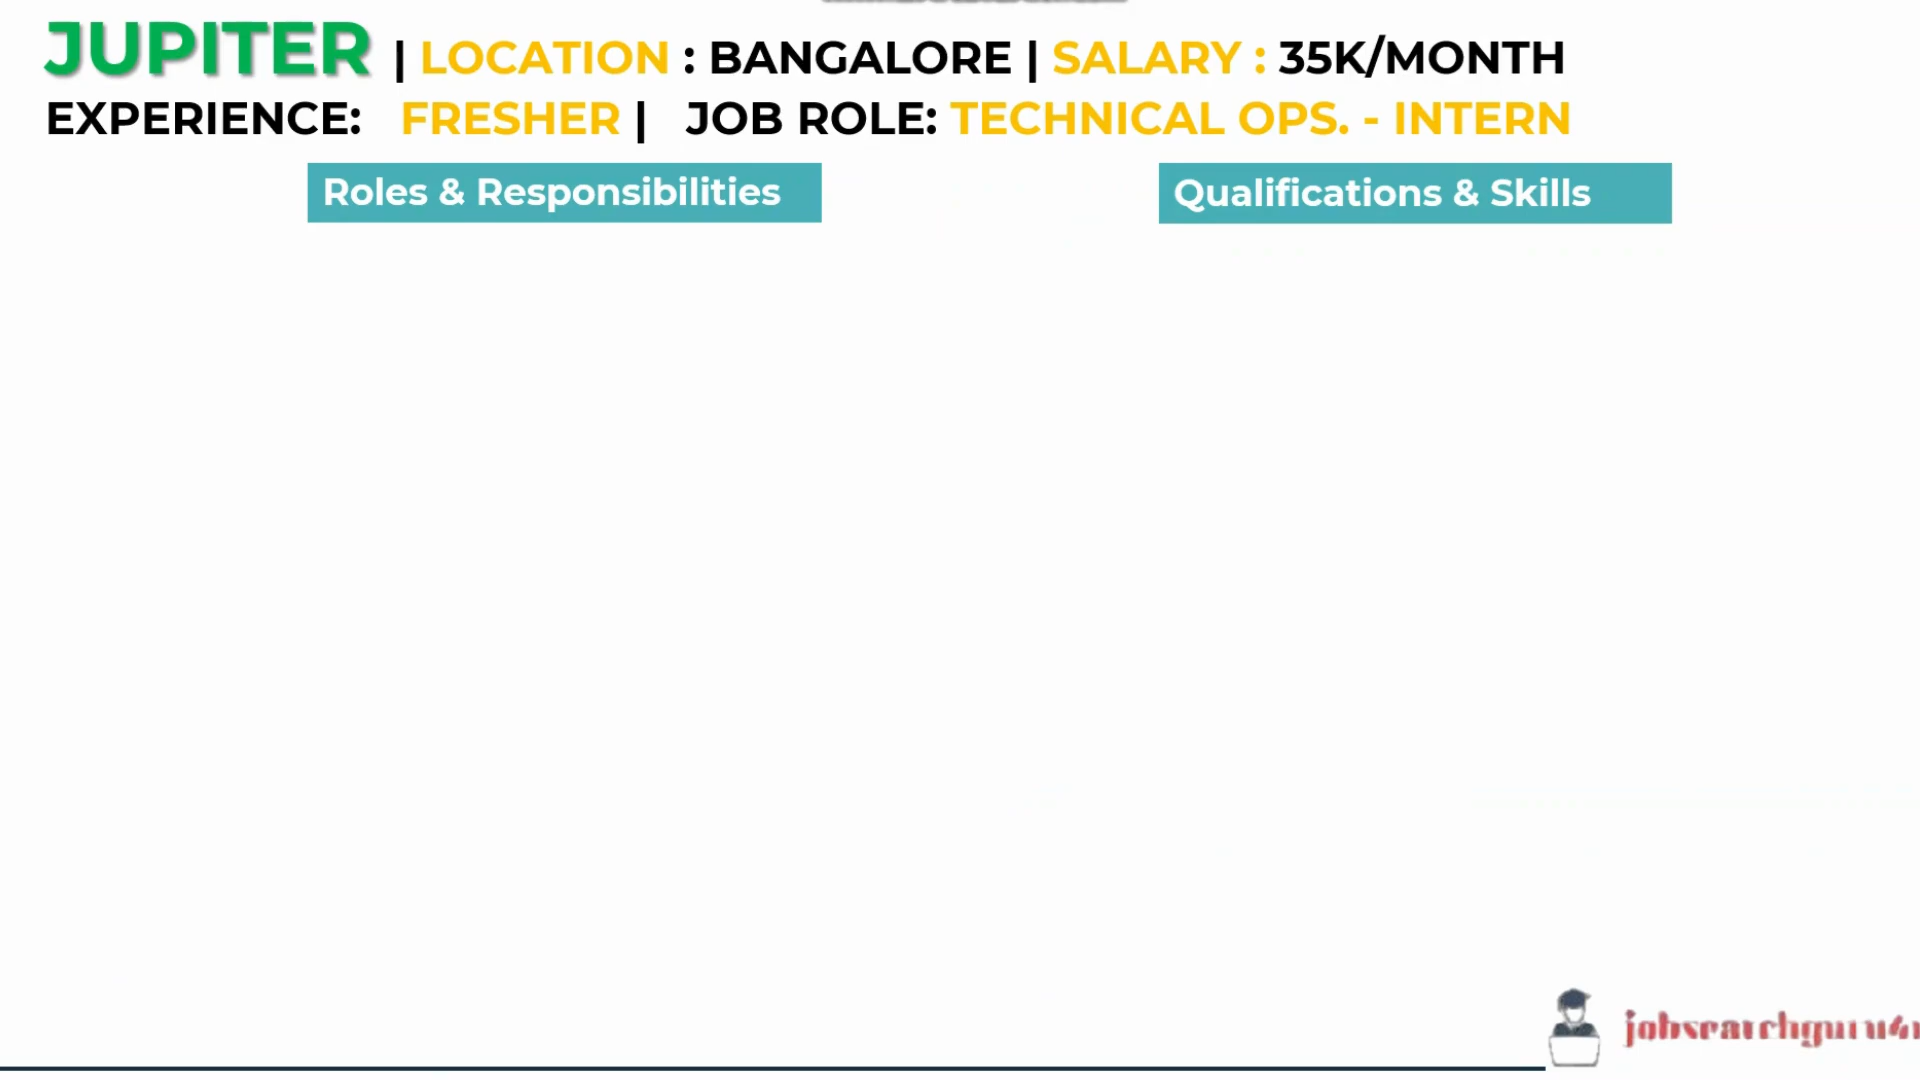 JUPITER | LOCATION : BANGALORE | SALARY : 35K/MONTH
EXPERIENCE: FRESHER | JOB ROLE: TECHNICAL OPS. - INTERN
Roles & Responsibilities
Qualifications & Skills